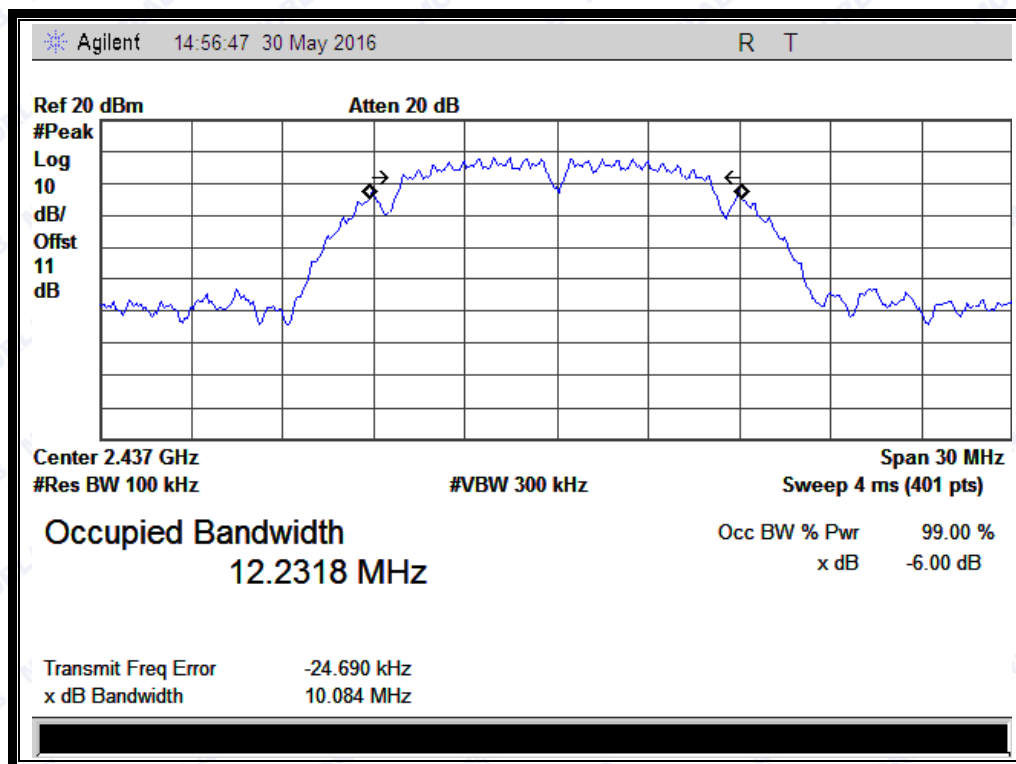 Agilent 14:56:47 30 May 2016 R T
Ref 20 dBm Atten 20 dB
#Peak
Log
10
dB/
Offst
11
dB
Center 2.437 GHz Span 30 MHz
#Res BW 100 kHz #VBW 300 kHz Sweep 4 ms (401 pts)
Occupied Bandwidth Occ BW % Pwr 99.00 %
12.2318 MHz x dB -6.00 dB
Transmit Freq Error -24.690 kHz
x dB Bandwidth 10.084 MHz